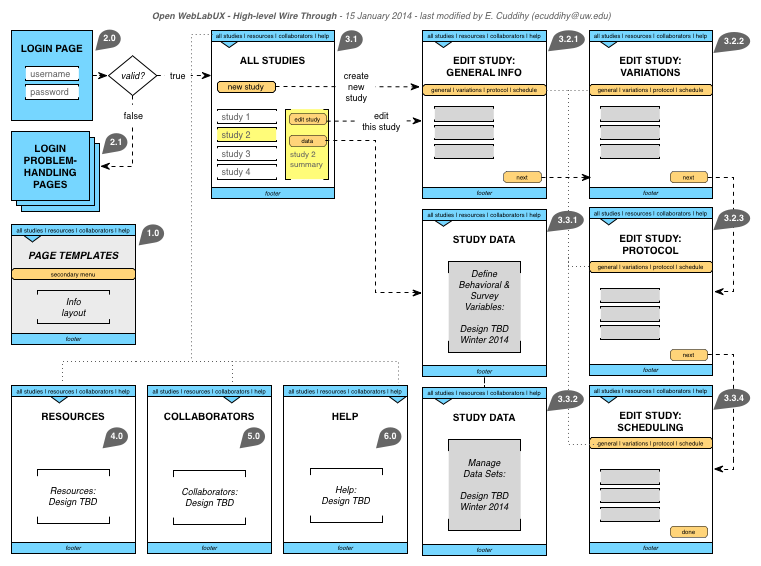 Open WebLabUX - High-level Wire Through - 15 January 2014 - last modified by E. Cuddihy (ecuddihy@uw.edu)
LOGIN PAGE
username
password
2.0
valid?
true
false
LOGIN
PROBLEM-
HANDLING
PAGES
2.1
all studies I resources I collaborators I help
PAGE TEMPLATES
secondary menu
Info
layout
footer
1.0
all studies I resources I collaborators I help
ALL STUDIES
new study
study 1
study 2
study 3
study 4
edit study
data
study 2
summary
footer
3.1
create
new
study
edit
this study
all studies I resources I collaborators I help
EDIT STUDY:
GENERAL INFO
general I variations I protocol I schedule
next
footer
3.2.1
all studies I resources I collaborators I help
EDIT STUDY:
VARIATIONS
general I variations I protocol I schedule
next
footer
3.2.2
all studies I resources I collaborators I help
STUDY DATA
Define
Behavioral &
Survey
Variables:
Design TBD
Winter 2014
footer
3.3.1
all studies I resources I collaborators I help
EDIT STUDY:
PROTOCOL
general I variations I protocol I schedule
next
footer
3.2.3
all studies I resources I collaborators I help
RESOURCES
4.0
Resources:
Design TBD
footer
all studies I resources I collaborators I help
COLLABORATORS
5.0
Collaborators:
Design TBD
footer
all studies I resources I collaborators I help
HELP
6.0
Help:
Design TBD
footer
all studies I resources I collaborators I help
STUDY DATA
Manage
Data Sets:
Design TBD
Winter 2014
footer
3.3.2
all studies I resources I collaborators I help
EDIT STUDY:
SCHEDULING
general I variations I protocol I schedule
done
footer
3.3.4